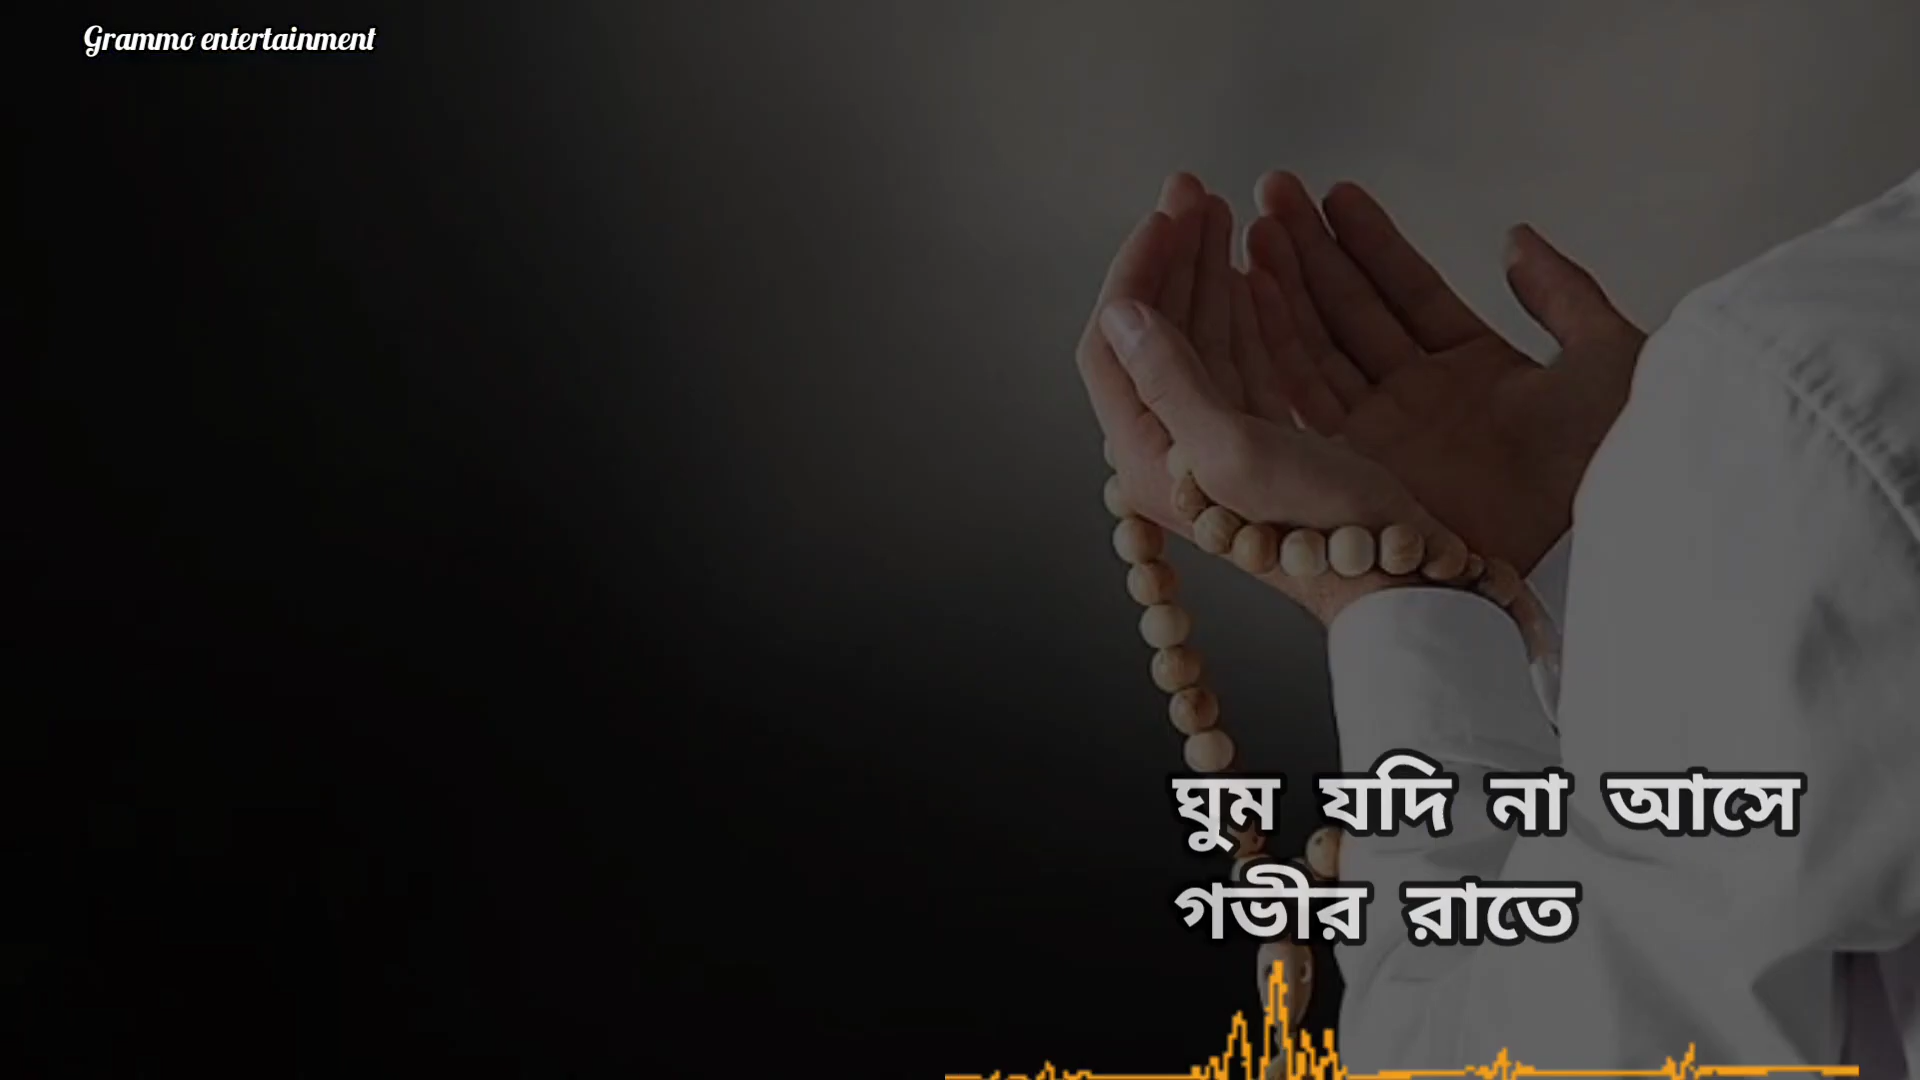 Grammo entertainment
ঘুম যদি না আসে
গভীর রাতে